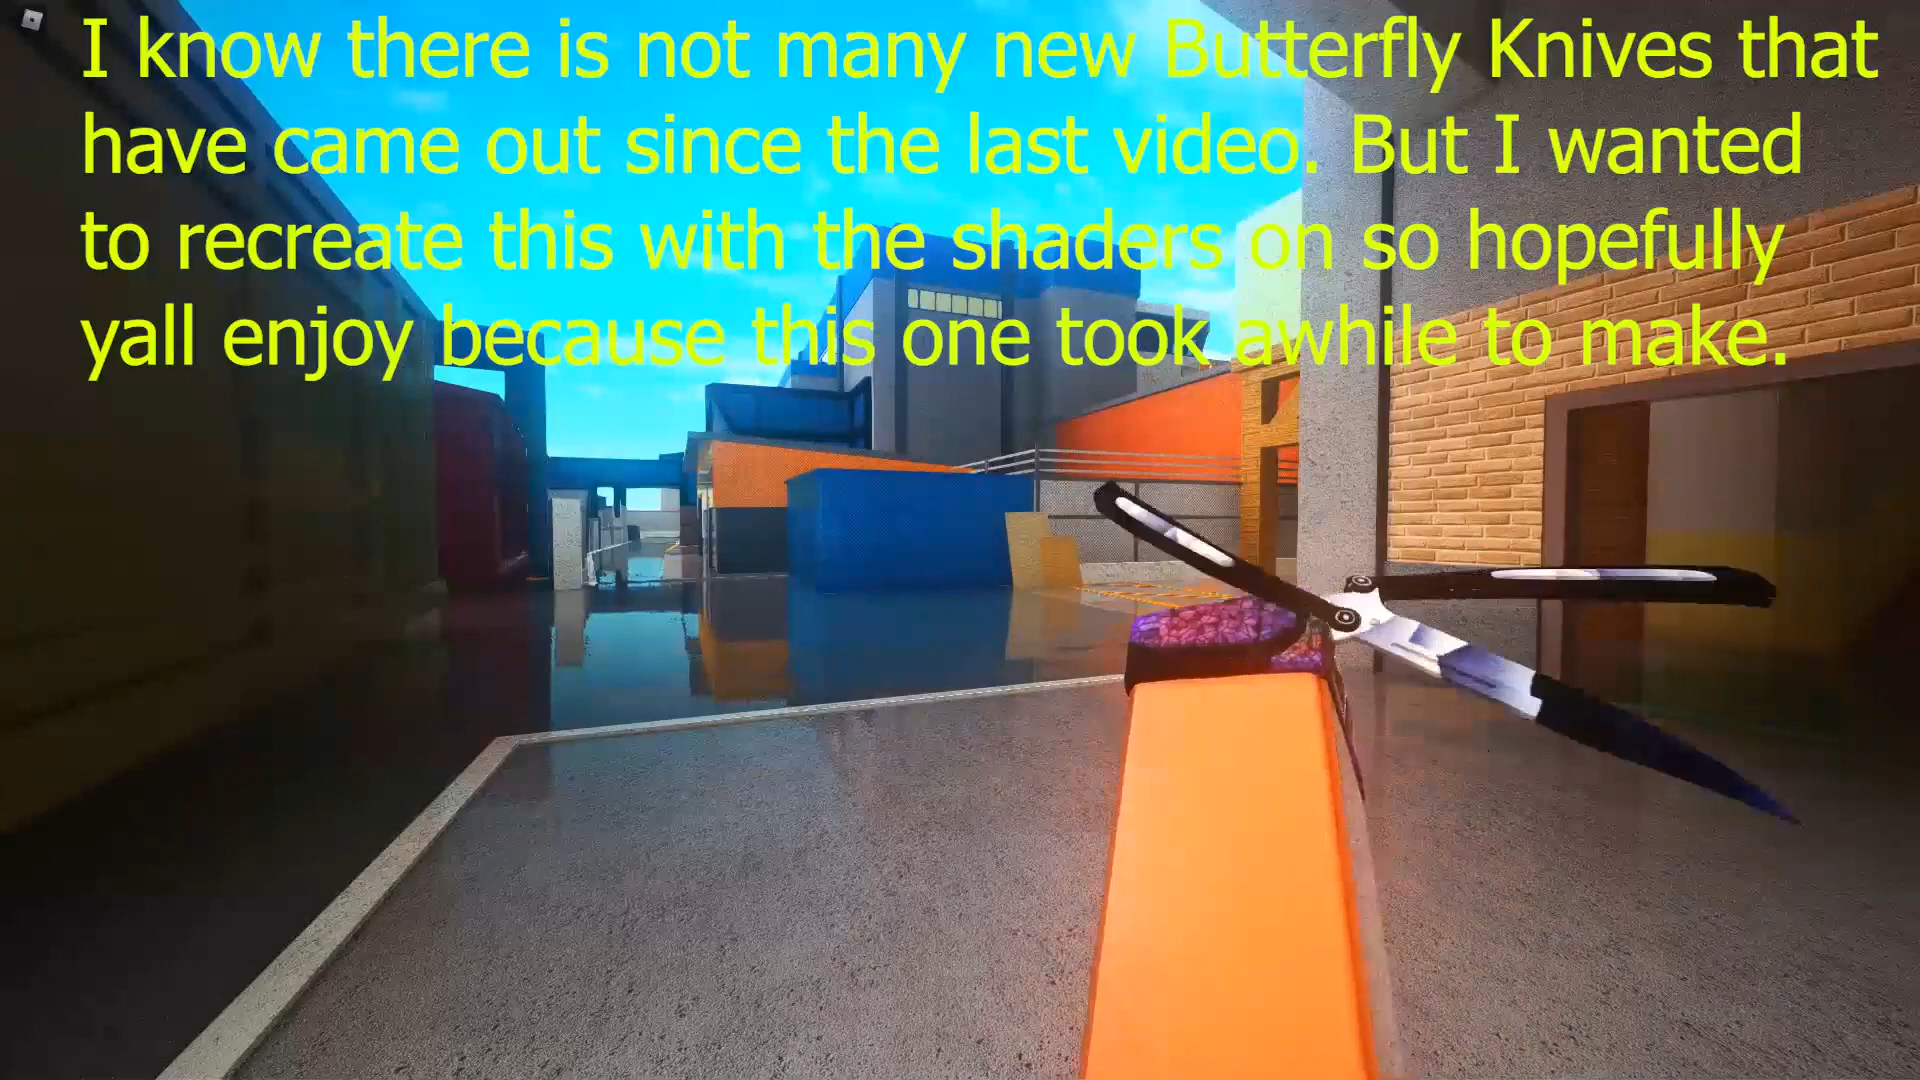 I know there is not many new Butterfly Knives that
have came out since the last video. But I wanted
to recreate this with the shaders on so hopefully
yall enjoy because this one took awhile to make.